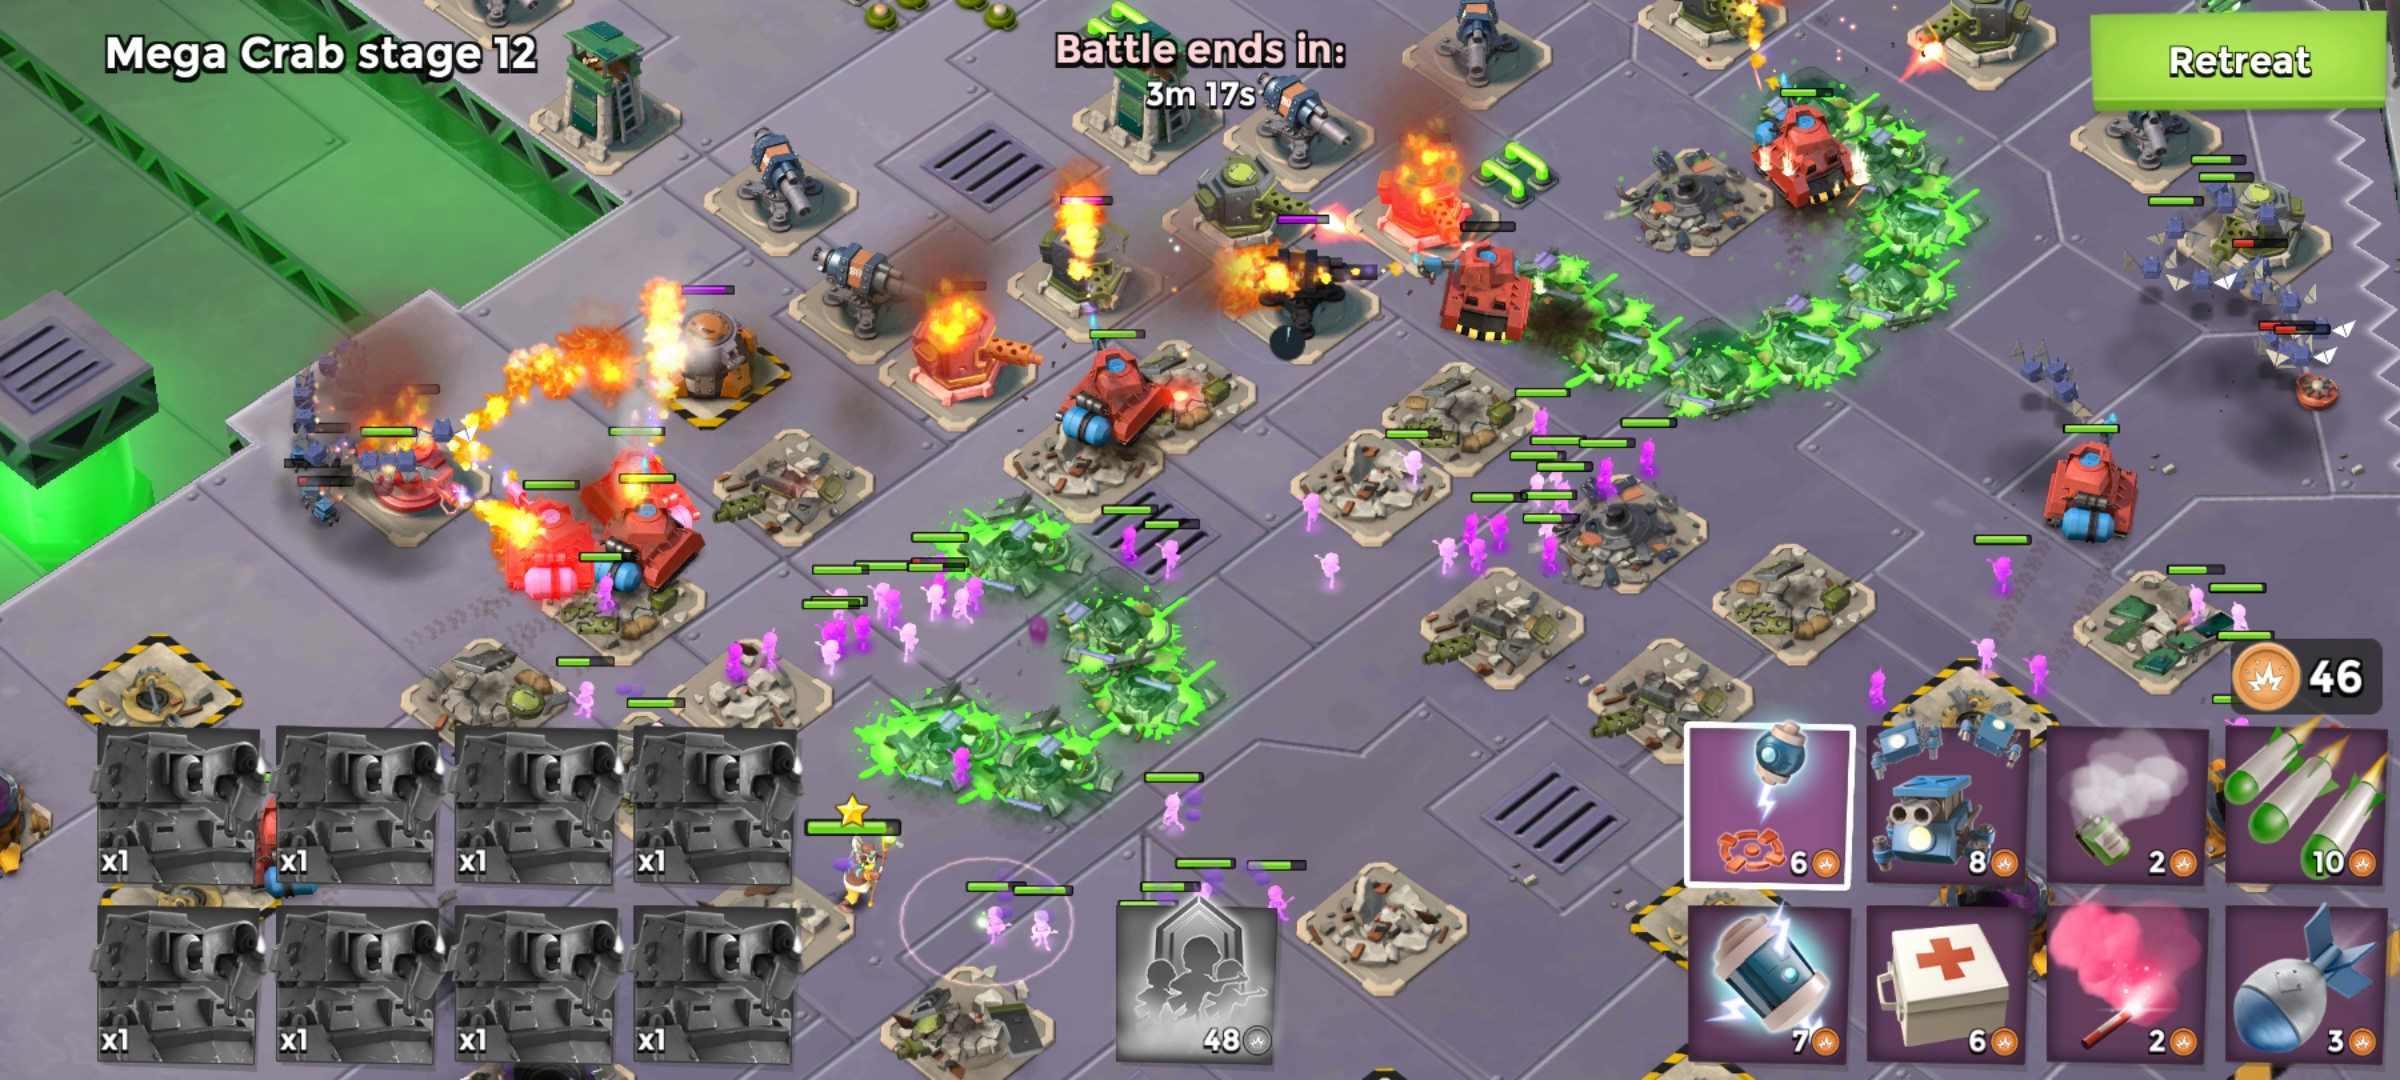 Mega Crab stage 12
Battle ends in:
3m 17s
Retreat
46
x1
x1
x1
x1
6
8
2
10
x1
x1
x1
x1
48
7
6
2
3